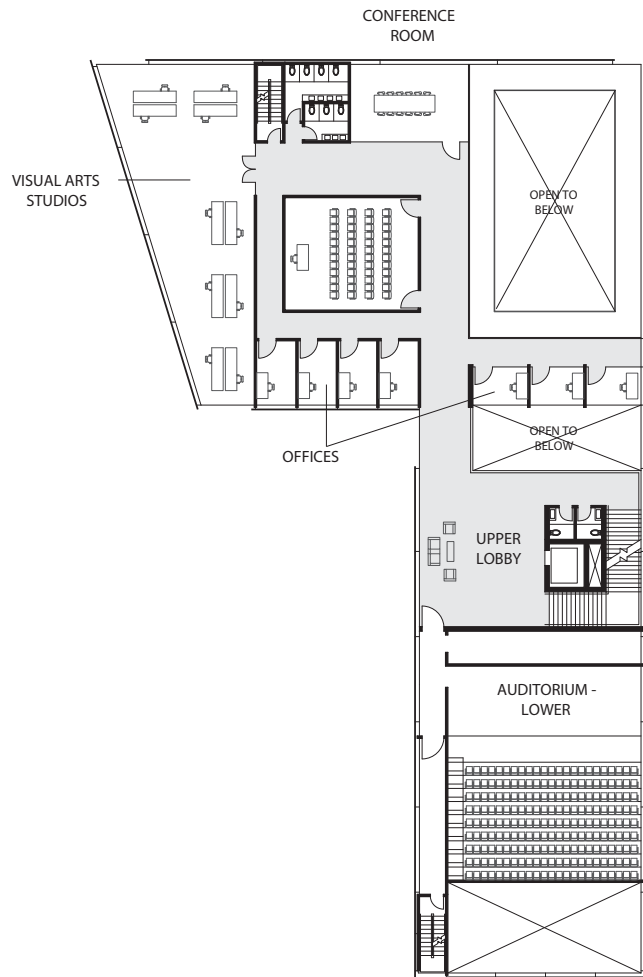 CONFERENCE
ROOM
VISUAL ARTS
STUDIOS
OPEN TO
BELOW
OPEN TO
BELOW
OFFICES
UPPER
LOBBY
AUDITORIUM -
LOWER